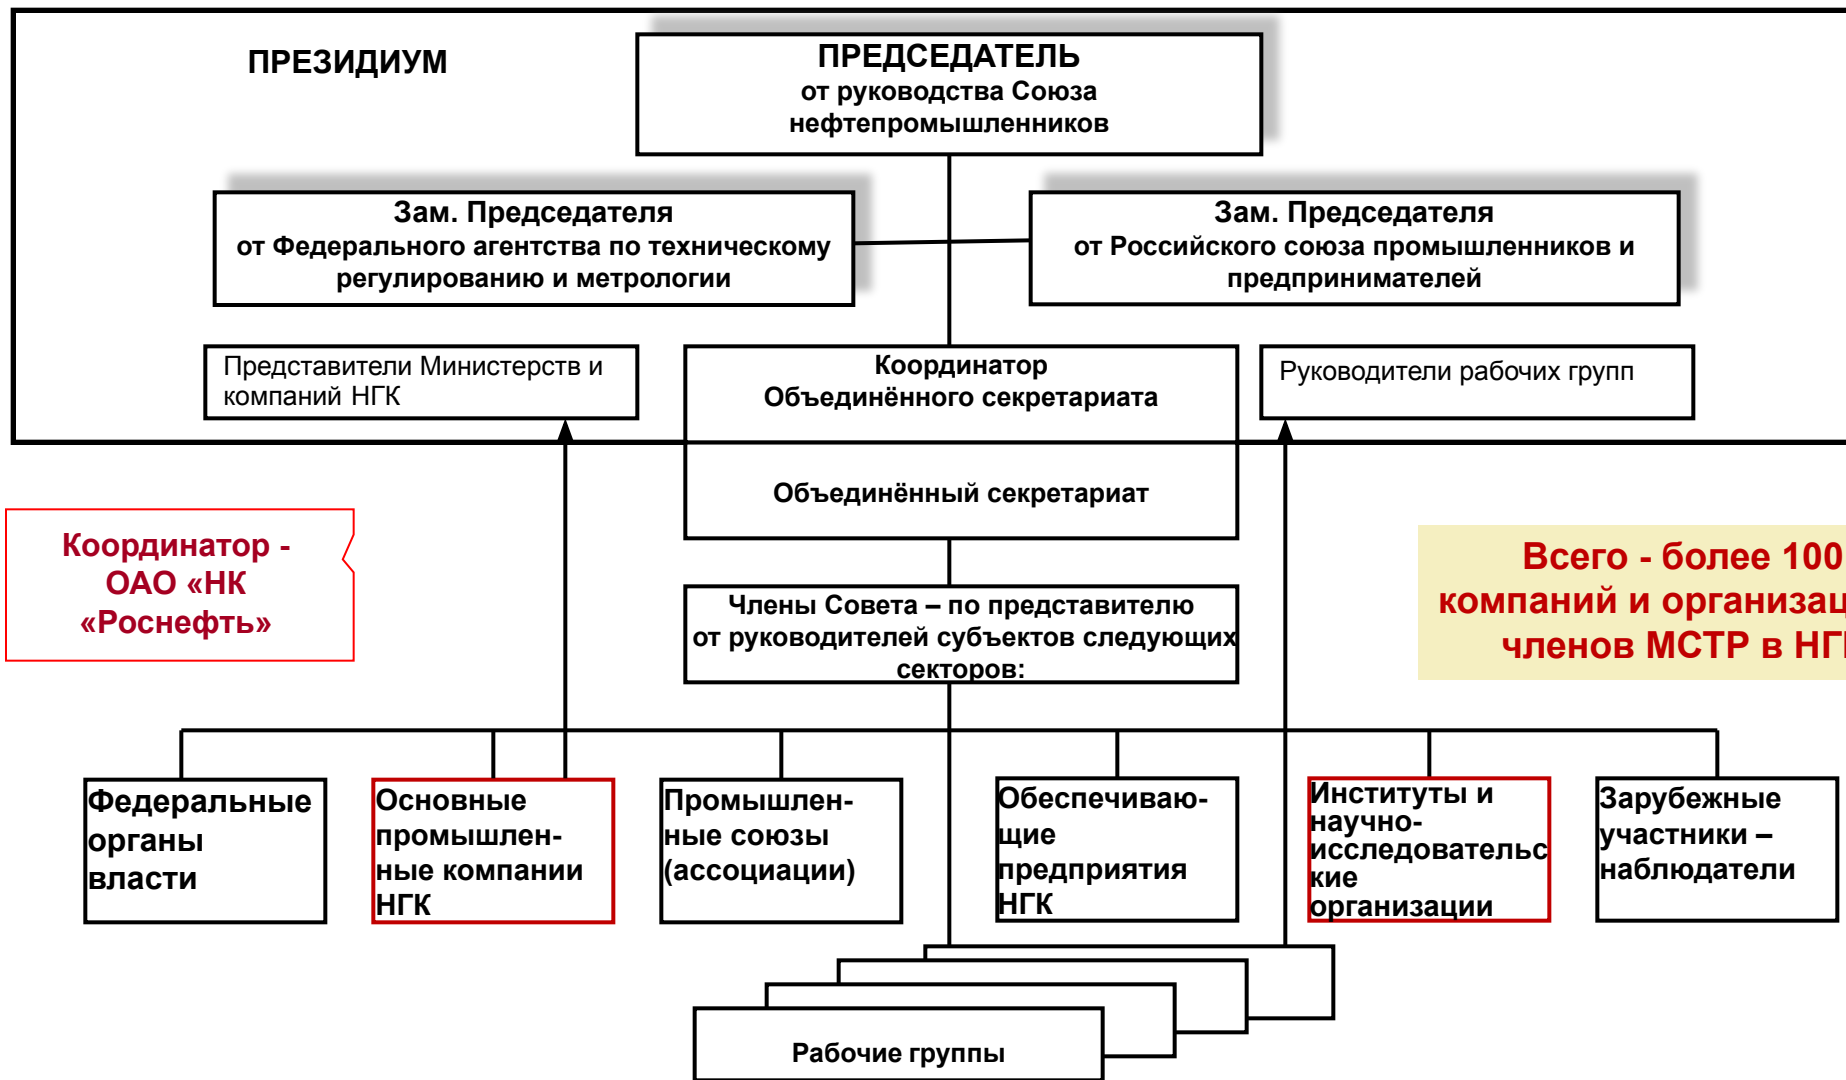 ПРЕЗИДИУМ
ПРЕДСЕДАТЕЛЬ
от руководства Союза
нефтепромышленников
Зам. Председателя
от Федерального агентства по техническому
регулированию и метрологии
Зам. Председателя
от Российского союза промышленников и
предпринимателей
Представители Министерств и
компаний НГК
Координатор
Объединённого секретариата
Руководители рабочих групп
Объединённый секретариат
Координатор -
ОАО «НК
«Роснефть»
Всего - более 100
компаний и организац
членов МСТР в НГ
Члены Совета – по представителю
от руководителей субъектов следующих
секторов:
Федеральные
органы
власти
Основные
промышлен-
ные компании
НГК
Промышлен-
ные союзы
(ассоциации)
Обеспечиваю-
щие
предприятия
НГК
Институты и
научно-
исследовательс
кие
организации
Зарубежные
участники –
наблюдатели
Рабочие группы